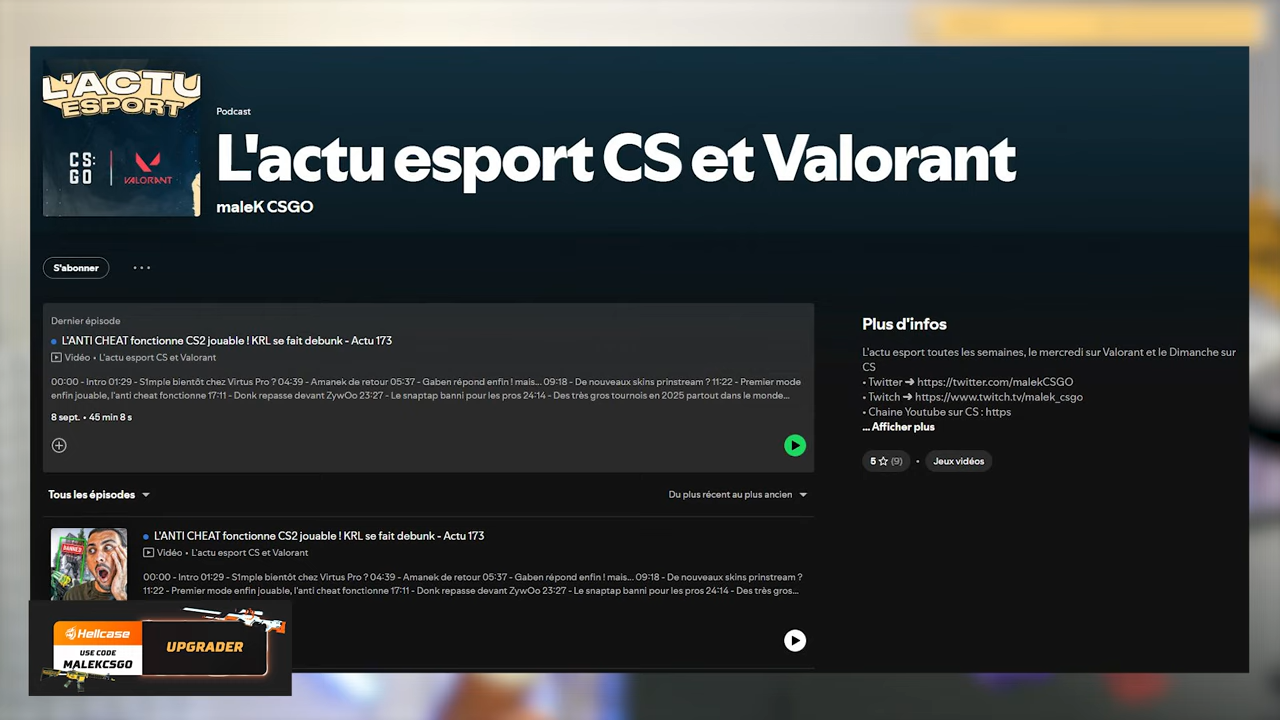 L'ACTU
ESPORT
CS:
GO
VALORANT
Podcast
L'actu esport CS et Valorant
maleK CSGO
S'abonner
Dernier épisode
L'ANTI CHEAT fonctionne CS2 jouable ! KRL se fait debunk - Actu 173
Vidéo • L'actu esport CS et Valorant
00:00 - Intro 01:29 - S1mple bientôt chez Virtus Pro ? 04:39 - Amanek de retour 05:37 - Gaben répond enfin ! mais... 09:18 - De nouveaux skins prinstream ? 11:22 - Premier mode
enfin jouable, l'anti cheat fonctionne 17:11 - Donk repasse devant ZywOo 23:27 - Le snaptap banni pour les pros 24:14 - Des très gros tournois en 2025 partout dans le monde...
8 sept. • 45 min 8 s
Plus d'infos
L'actu esport toutes les semaines, le mercredi sur Valorant et le Dimanche sur
CS
• Twitter ➜ https://twitter.com/malekCSGO
• Twitch ➜ https://www.twitch.tv/malek_csgo
• Chaine Youtube sur CS : https
... Afficher plus
5 ☆ (9) • Jeux vidéos
Tous les épisodes
Du plus récent au plus ancien
BANNED
L'ANTI CHEAT fonctionne CS2 jouable ! KRL se fait debunk - Actu 173
Vidéo • L'actu esport CS et Valorant
00:00 - Intro 01:29 - S1mple bientôt chez Virtus Pro ? 04:39 - Amanek de retour 05:37 - Gaben répond enfin ! mais... 09:18 - De nouveaux skins prinstream ?
11:22 - Premier mode enfin jouable, l'anti cheat fonctionne 17:11 - Donk repasse devant ZywOo 23:27 - Le snaptap banni pour les pros 24:14 - Des très gros...
Hellcase
USE CODE
MALEKCSGO
UPGRADER